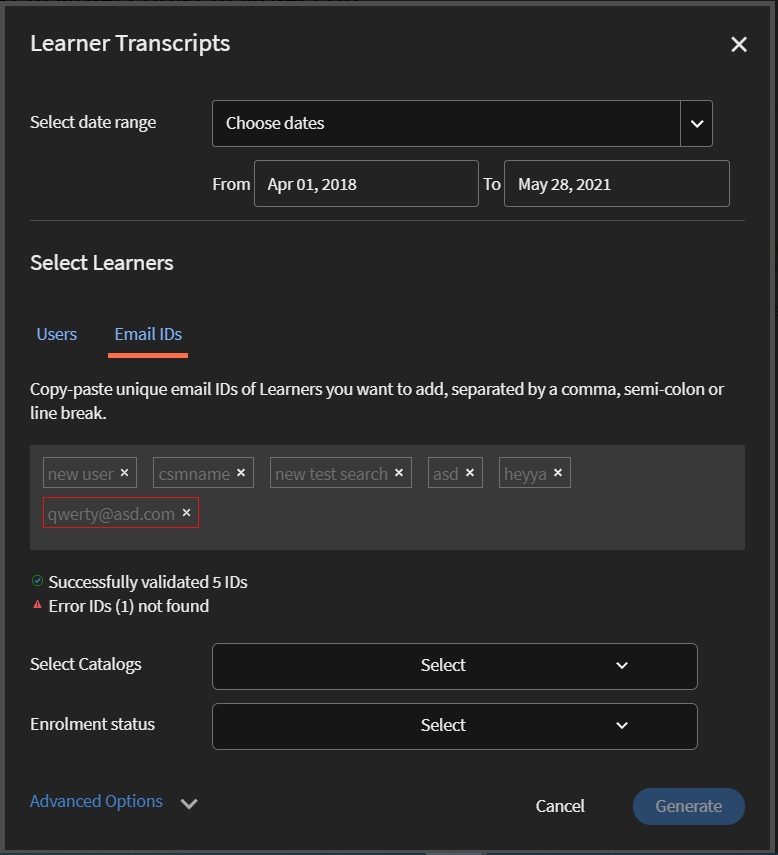 Learner Transcripts
Select date range
Choose dates
From Apr 01, 2018 To May 28, 2021
Select Learners
Users Email IDs
Copy-paste unique email IDs of Learners you want to add, separated by a comma, semi-colon or
line break.
new user × csmname × new test search × asd × heyya ×
qwerty@asd.com ×
Successfully validated 5 IDs
Error IDs (1) not found
Select Catalogs Select
Enrolment status Select
Advanced Options Cancel Generate